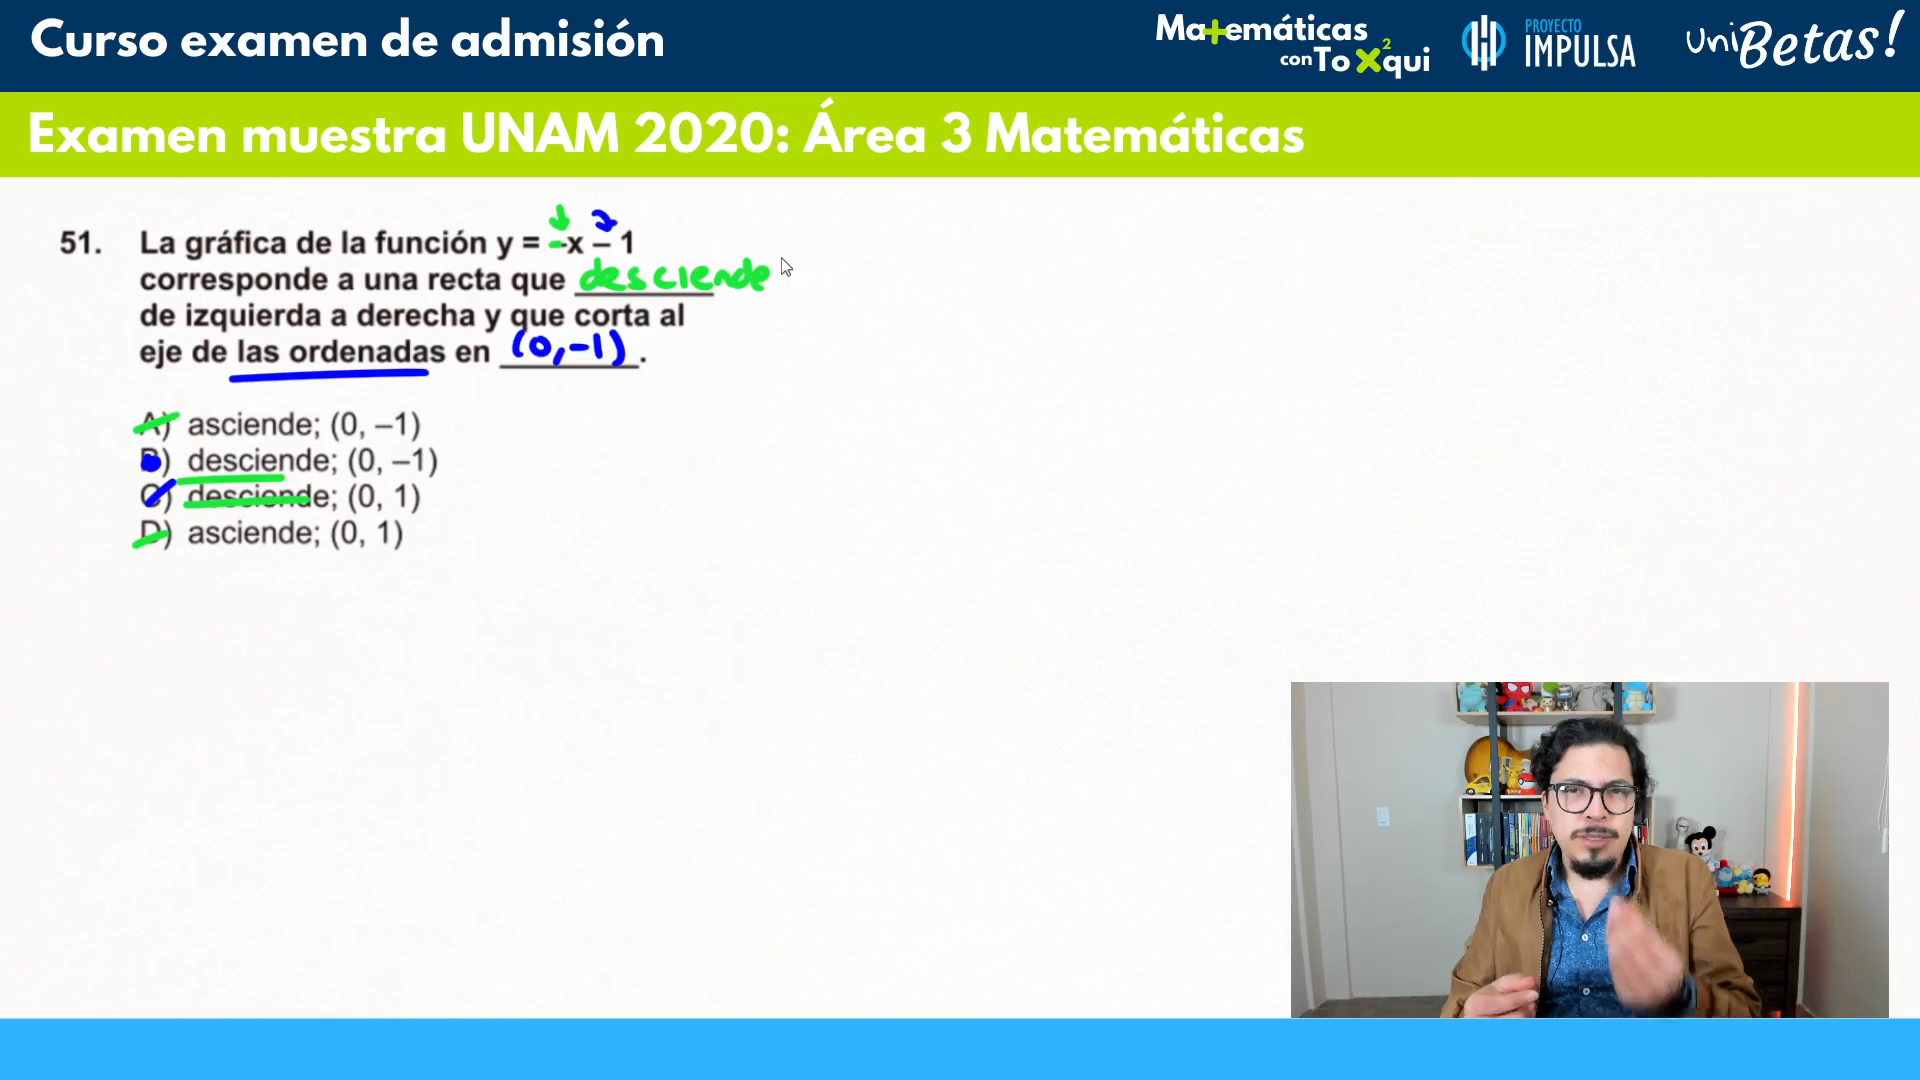 Curso examen de admisión
Matemáticas
con Tox²qui
PROYECTO
IMPULSA
uniBetas!
Examen muestra UNAM 2020: Área 3 Matemáticas
51. La gráfica de la función y = -x – 1
corresponde a una recta que desciende
de izquierda a derecha y que corta al
eje de las ordenadas en (0,-1).
A) asciende; (0, –1)
B) desciende; (0, –1)
C) desciende; (0, 1)
D) asciende; (0, 1)